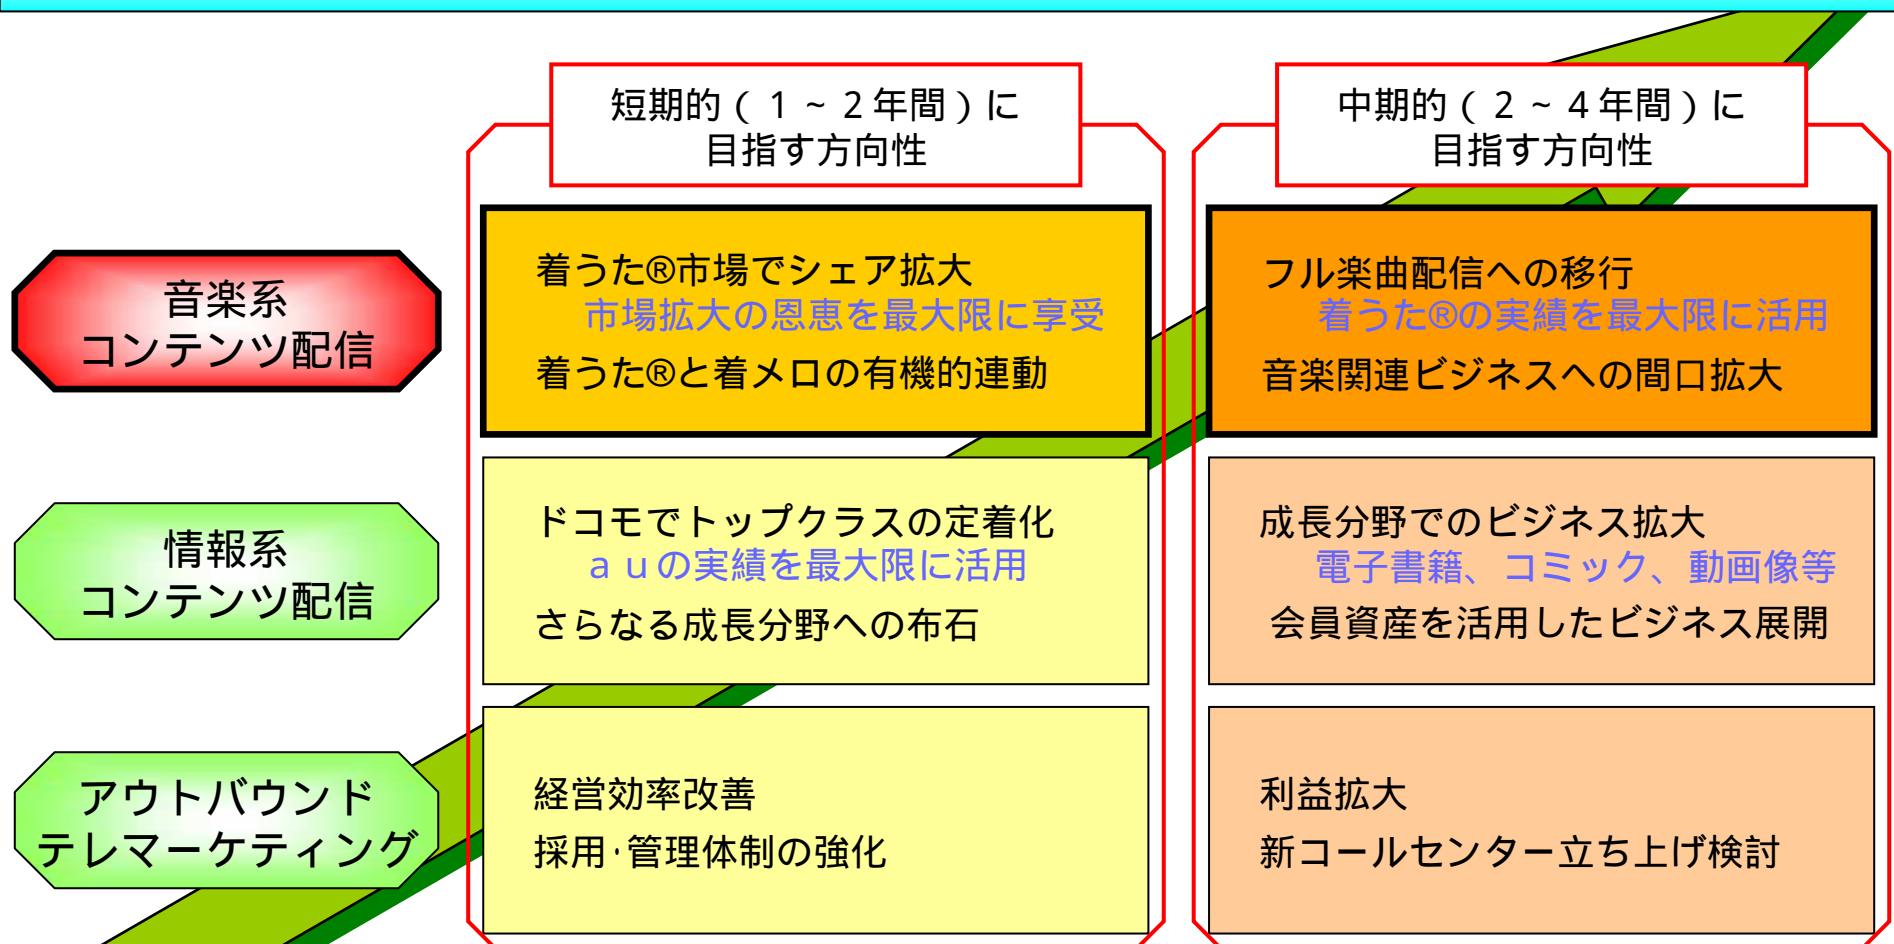 短期的（１~２年間）に
目指す方向性
中期的（２~４年間）に
目指す方向性
音楽系
コンテンツ配信
着うた®市場でシェア拡大
市場拡大の恩恵を最大限に享受
着うた®と着メロの有機的連動
フル楽曲配信への移行
着うた®の実績を最大限に活用
音楽関連ビジネスへの間口拡大
情報系
コンテンツ配信
ドコモでトップクラスの定着化
ａｕの実績を最大限に活用
さらなる成長分野への布石
成長分野でのビジネス拡大
電子書籍、コミック、動画像等
会員資産を活用したビジネス展開
アウトバウンド
テレマーケティング
経営効率改善
採用･管理体制の強化
利益拡大
新コールセンター立ち上げ検討